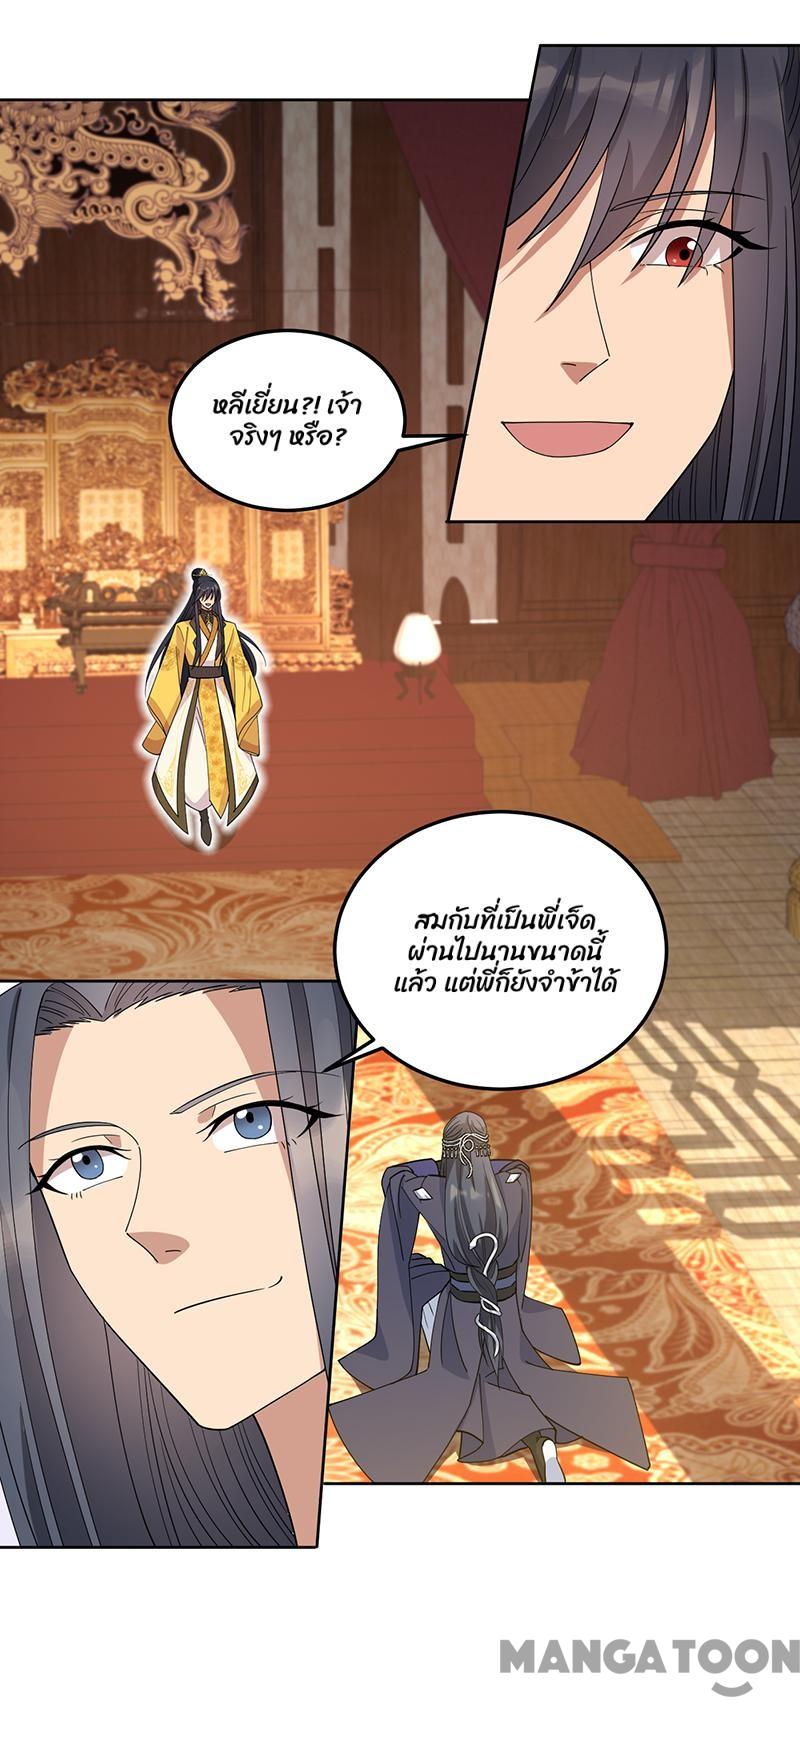 หลีเยี่ยน?! เจ้า
จริงๆ หรือ?
สมกับที่เป็นพี่เจ็ด
ผ่านไปนานขนาดนี้
แล้ว แต่พี่ก็ยังจำข้าได้
MANGATOON